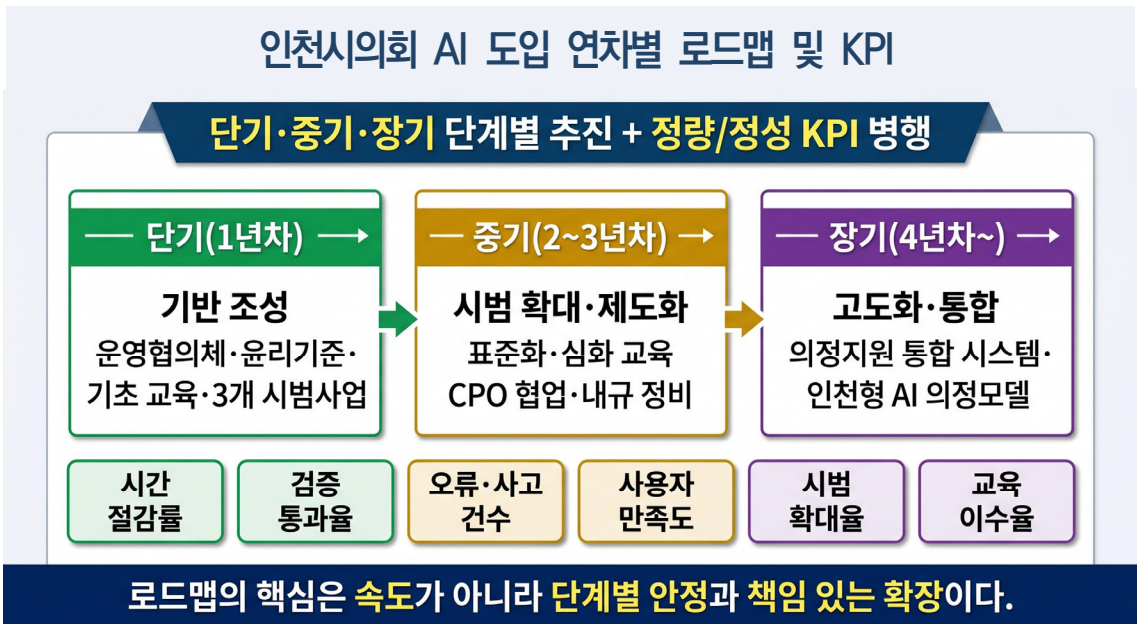 인천시의회 AI 도입 연차별 로드맵 및 KPI
단기·중기·장기 단계별 추진 + 정량/정성 KPI 병행
단기(1년차)
기반 조성
운영협의체·윤리기준·
기초 교육·3개 시범사업
중기(2~3년차)
시범 확대·제도화
표준화·심화 교육
CPO 협업·내규 정비
장기(4년차~)
고도화·통합
의정지원 통합 시스템·
인천형 AI 의정모델
시간
절감률
검증
통과율
오류·사고
건수
사용자
만족도
시범
확대율
교육
이수율
로드맵의 핵심은 속도가 아니라 단계별 안정과 책임 있는 확장이다.